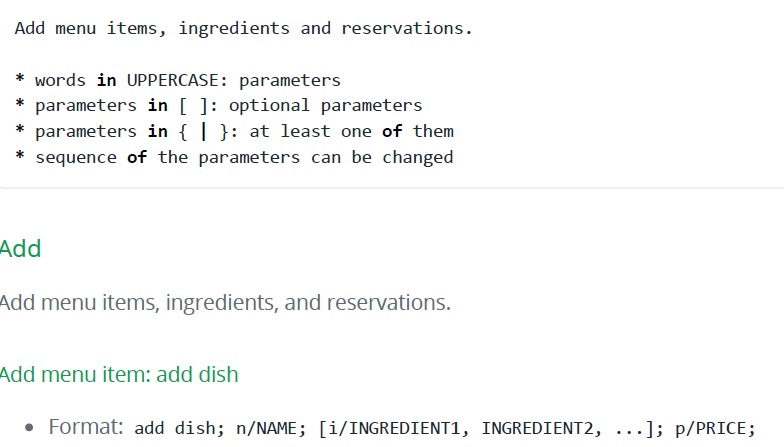 Add menu items, ingredients and reservations.
* words in UPPERCASE: parameters
* parameters in [ ]: optional parameters
* parameters in { | }: at least one of them
* sequence of the parameters can be changed
Add
Add menu items, ingredients, and reservations.
Add menu item: add dish
• Format: add dish; n/NAME; [i/INGREDIENT1, INGREDIENT2, ...]; p/PRICE;